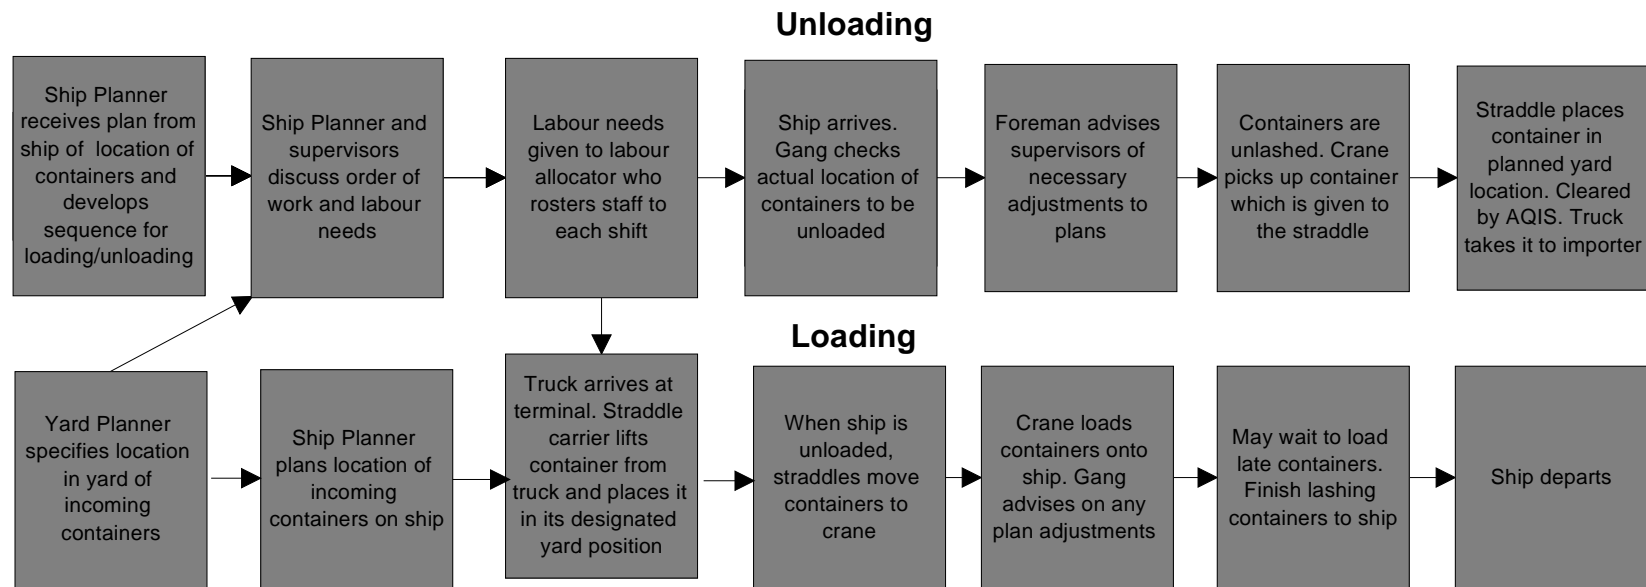 Unloading
Ship Planner
receives plan from
ship of location of
containers and
develops
sequence for
loading/unloading
Ship Planner and
supervisors
discuss order of
work and labour
needs
Labour needs
given to labour
allocator who
rosters staff to
each shift
Ship arrives.
Gang checks
actual location of
containers to be
unloaded
Foreman advises
supervisors of
necessary
adjustments to
plans
Containers are
unlashed. Crane
picks up container
which is given to
the straddle
Straddle places
container in
planned yard
location. Cleared
by AQIS. Truck
takes it to importer
Loading
Yard Planner
specifies location
in yard of
incoming
containers
Ship Planner
plans location of
incoming
containers on ship
Truck arrives at
terminal. Straddle
carrier lifts
container from
truck and places it
in its designated
yard position
When ship is
unloaded,
straddles move
containers to
crane
Crane loads
containers onto
ship. Gang
advises on any
plan adjustments
May wait to load
late containers.
Finish lashing
containers to ship
Ship departs